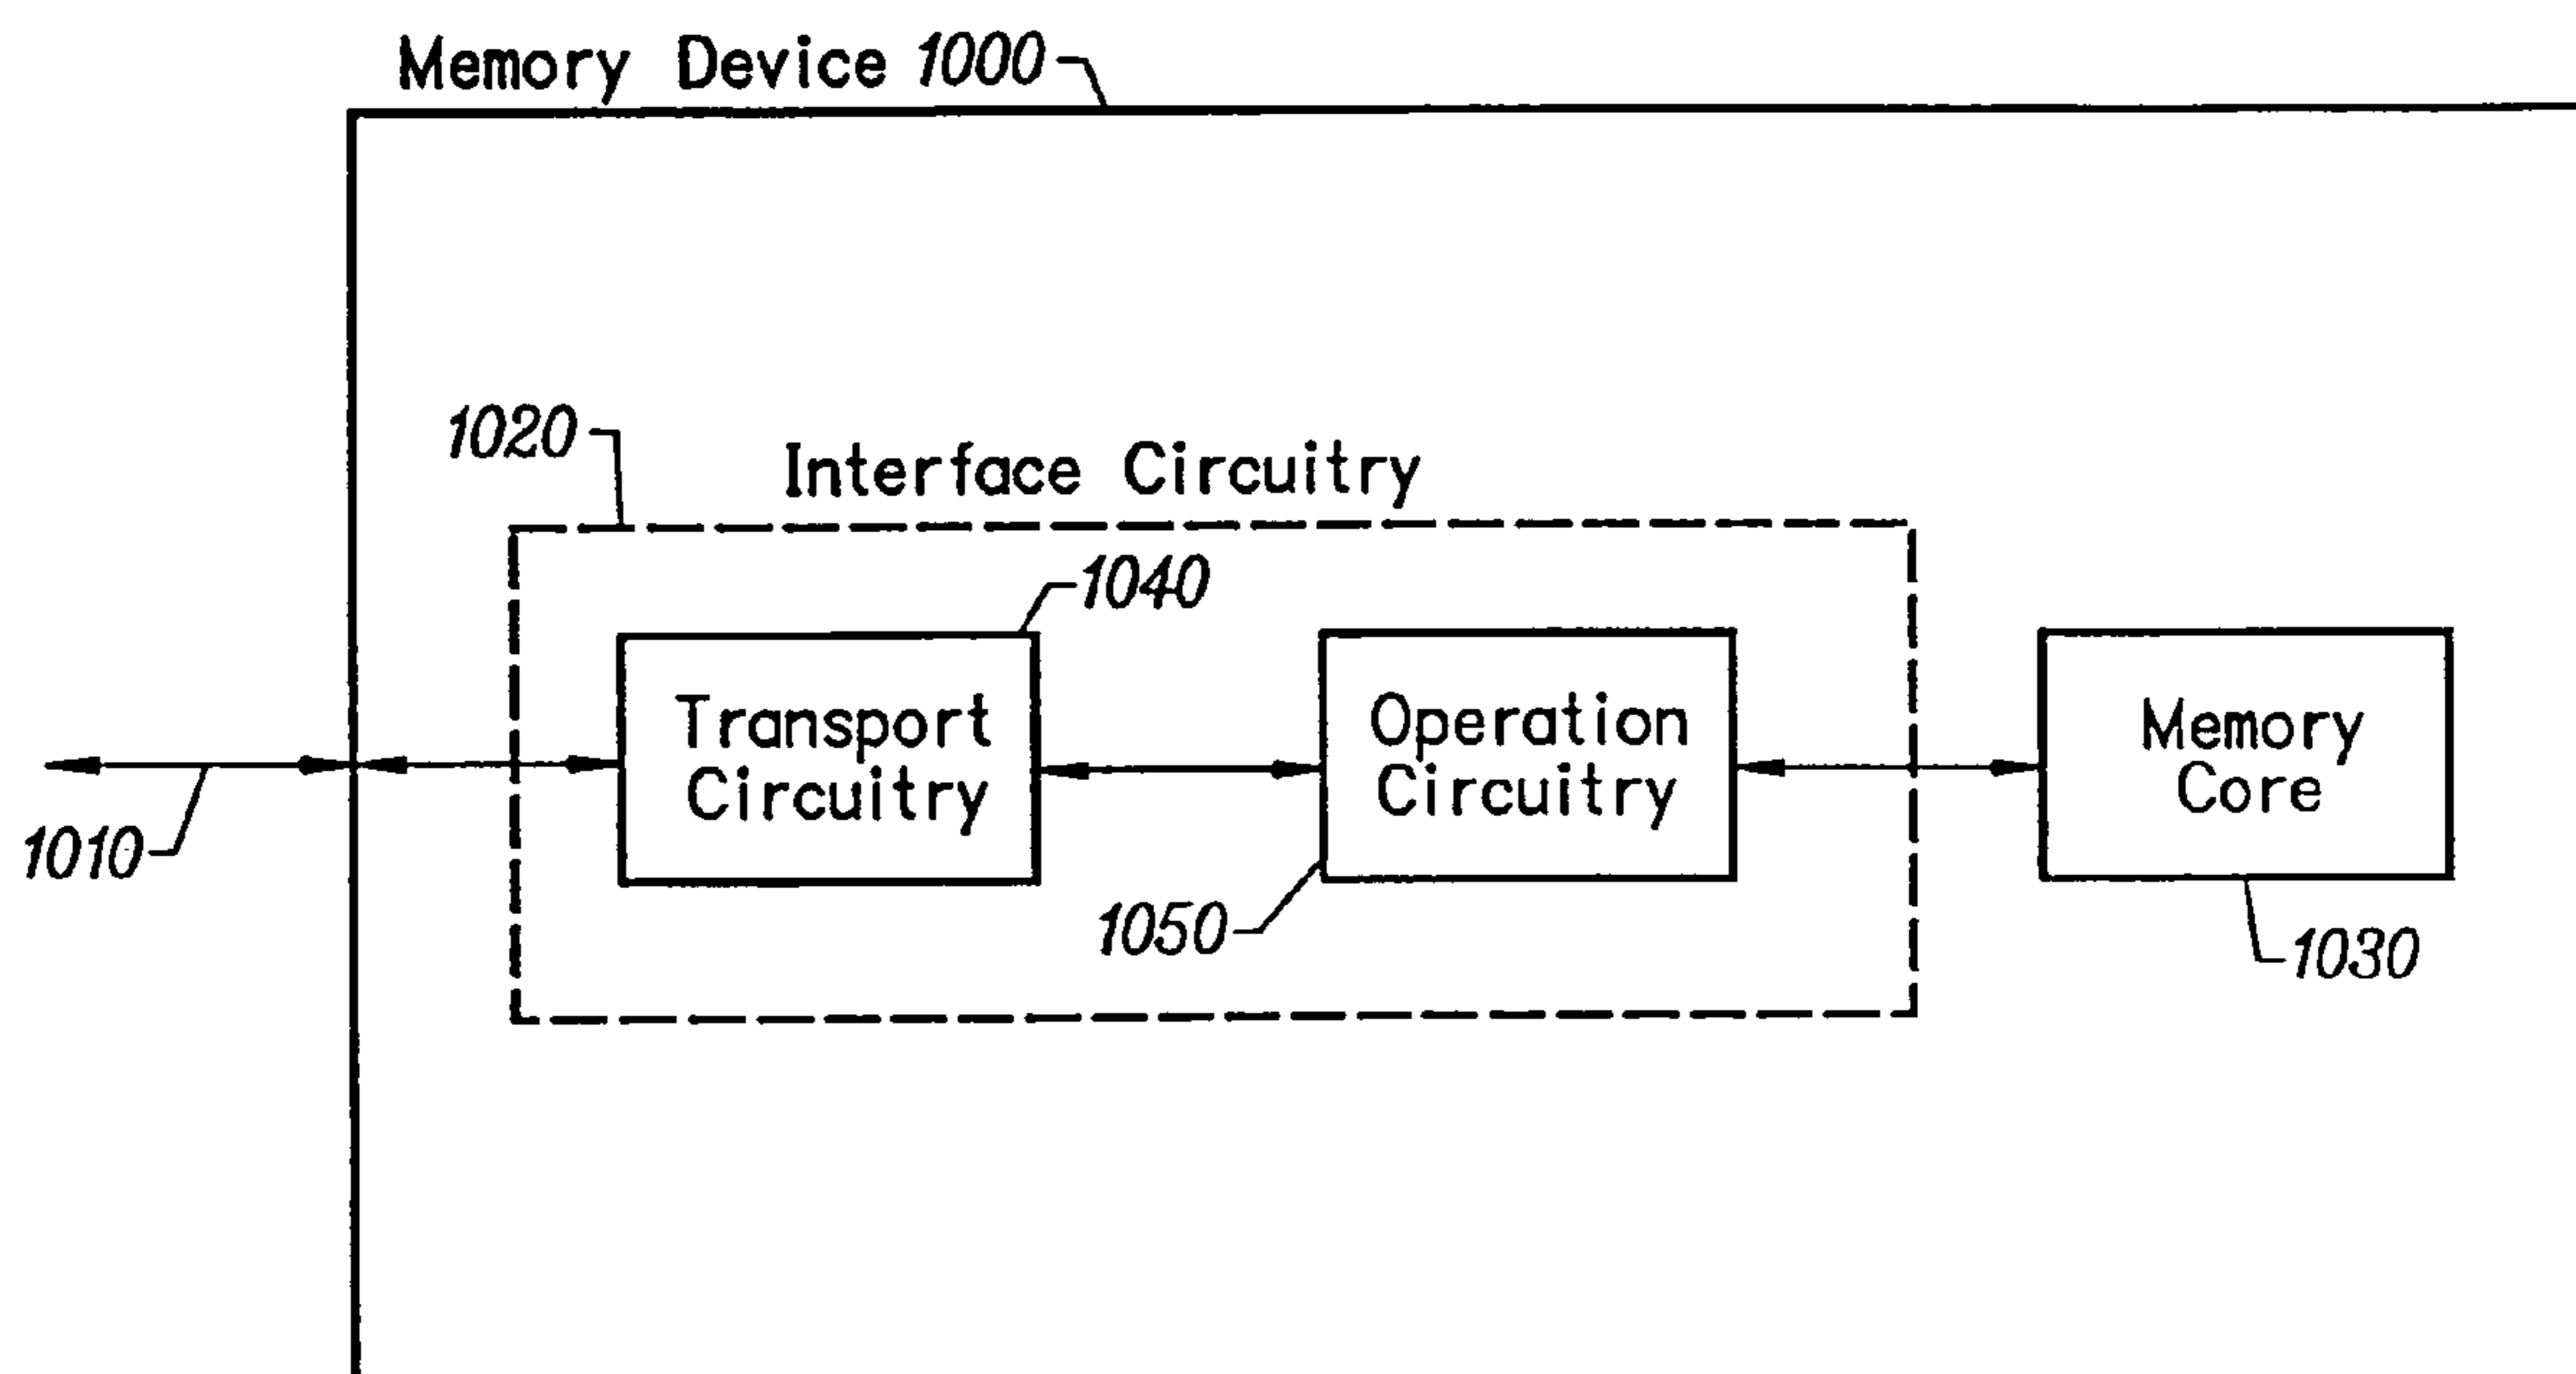 Memory Device 1000
1020
Interface Circuitry
1040
Transport
Circuitry
Operation
Circuitry
Memory
Core
1010
1050
1030